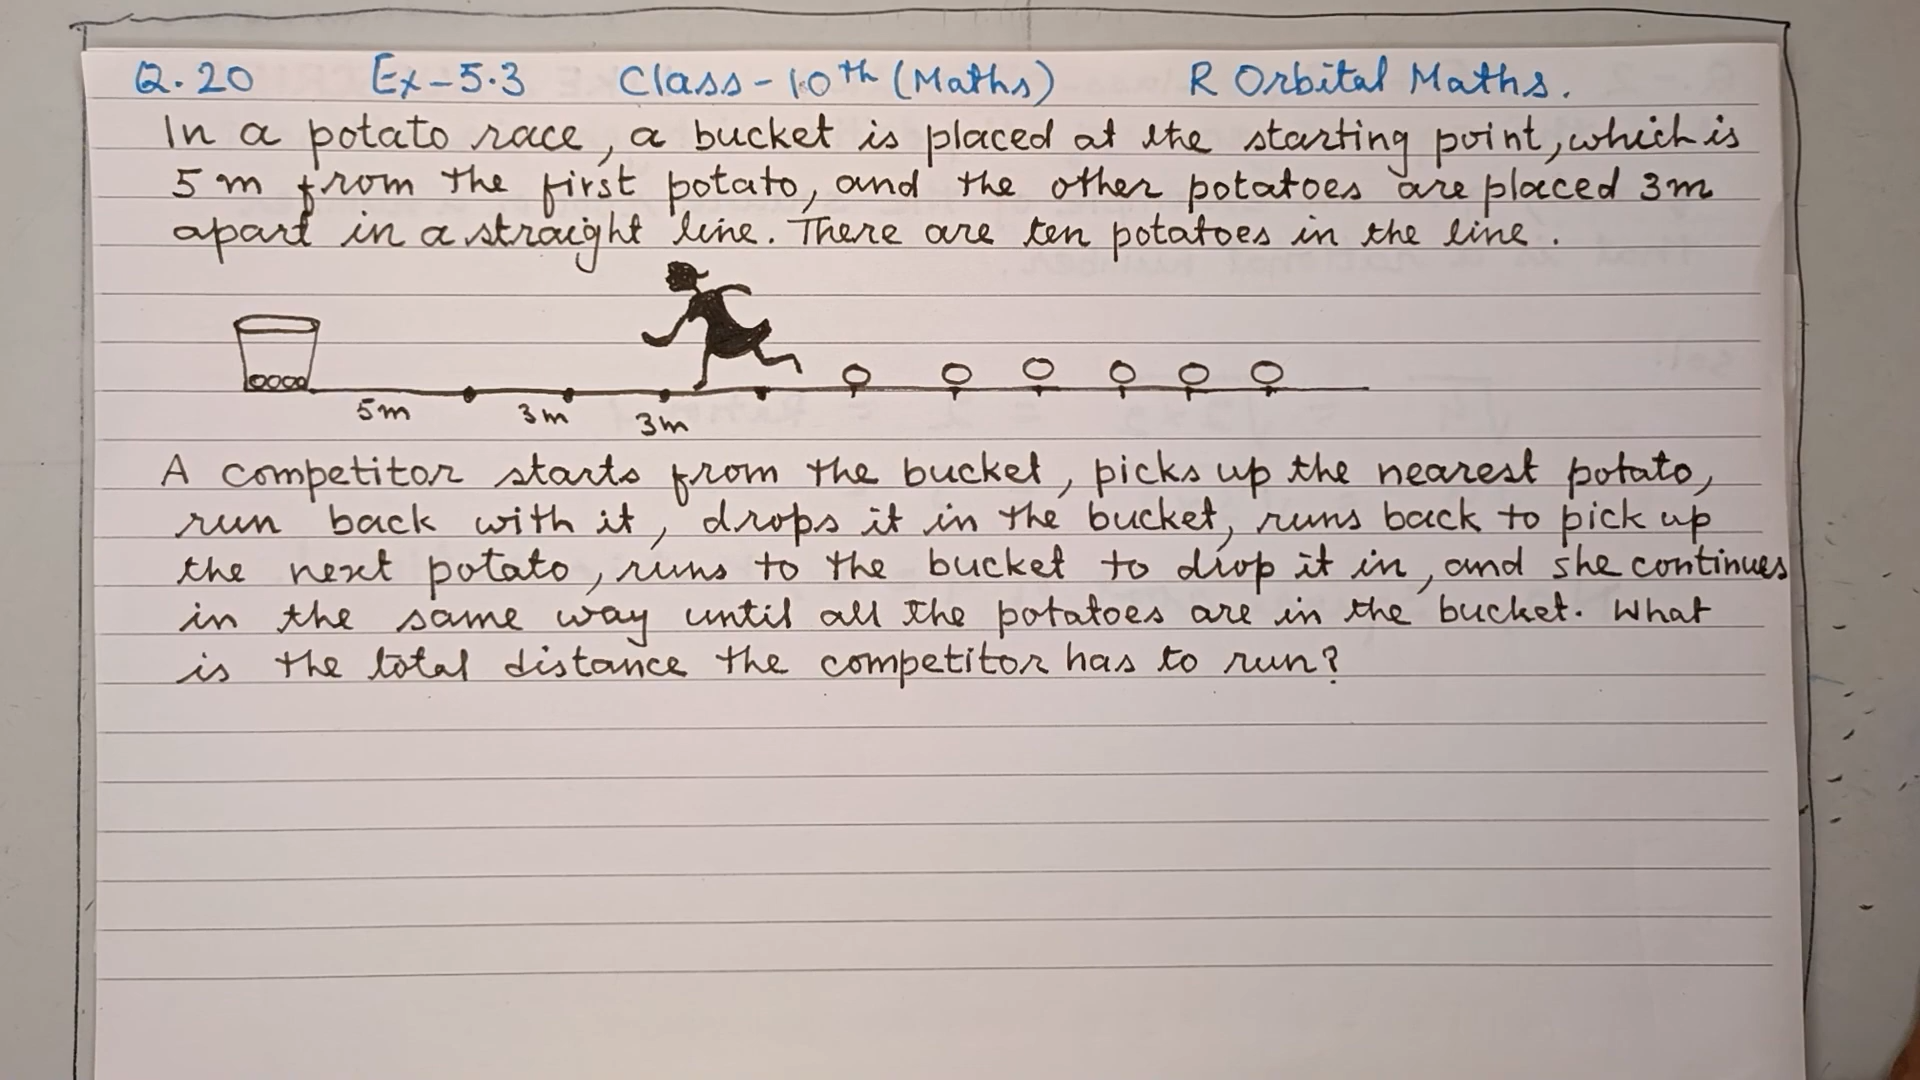 Q.20 Ex-5.3 Class-10th (Maths) R Orbital Maths.
In a potato race, a bucket is placed at the starting point, which is
5m from the first potato, and the other potatoes are placed 3m
apart in a straight line. There are ten potatoes in the line.
5m 3m 3m
A competitor starts from the bucket, picks up the nearest potato,
run back with it, drops it in the bucket, runs back to pick up
the next potato, runs to the bucket to drop it in, and she continues
in the same way until all the potatoes are in the bucket. What
is the total distance the competitor has to run?